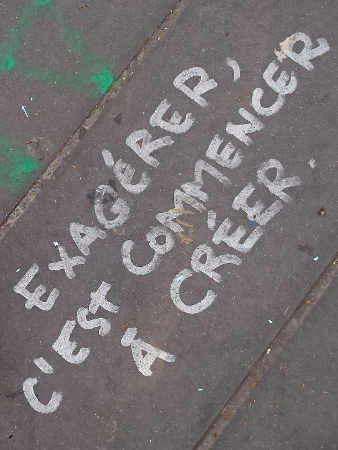 EXAGÉRER,
C'EST COMMENCER
À CRÉER